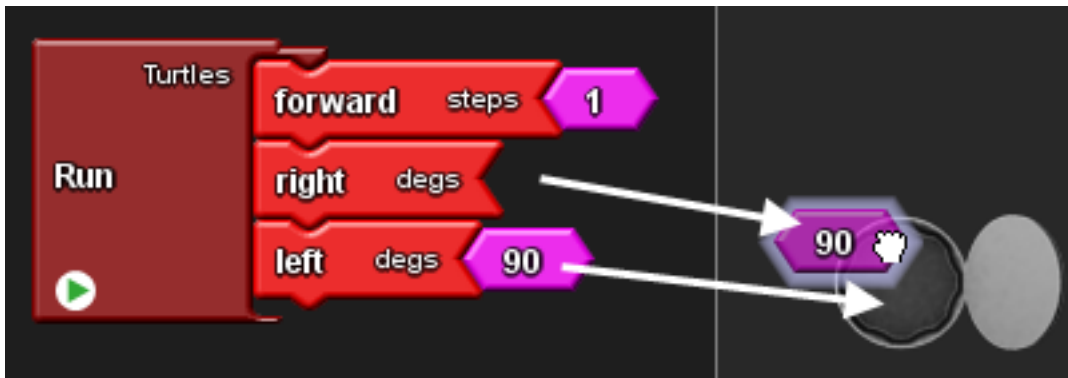 Turtles
forward steps 1
Run
right degs
90
left degs 90